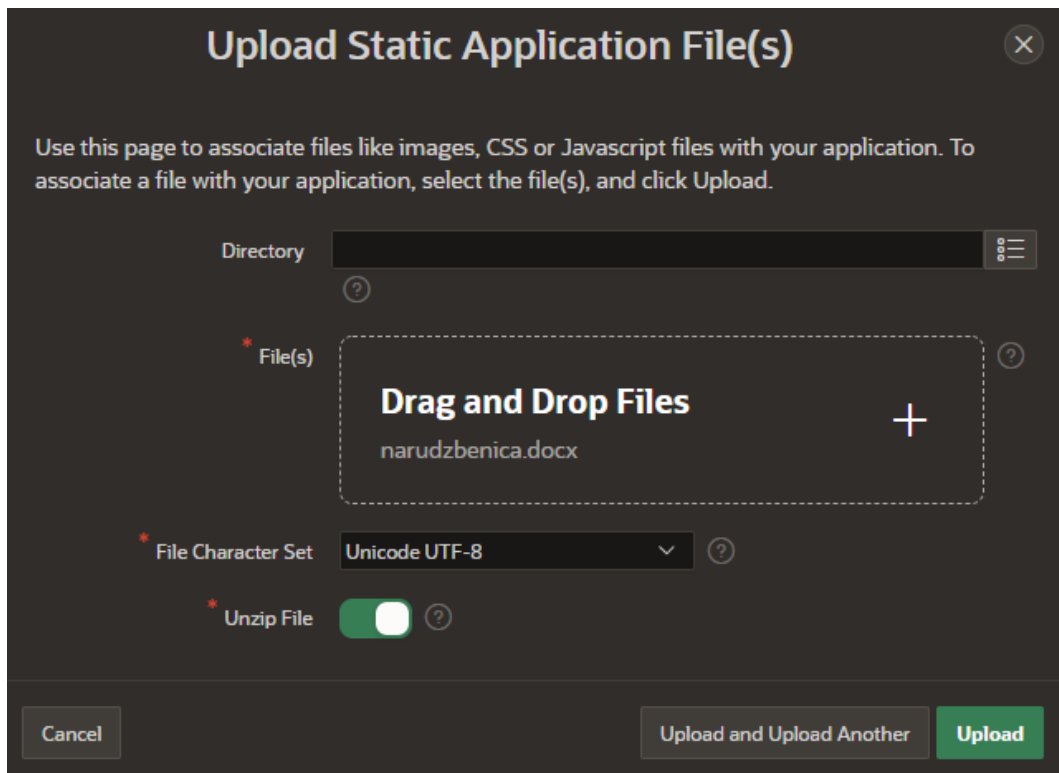 Upload Static Application File(s)
Use this page to associate files like images, CSS or Javascript files with your application. To
associate a file with your application, select the file(s), and click Upload.
Directory
* File(s)
Drag and Drop Files
narudzbenica.docx
* File Character Set
Unicode UTF-8
* Unzip File
Cancel
Upload and Upload Another
Upload